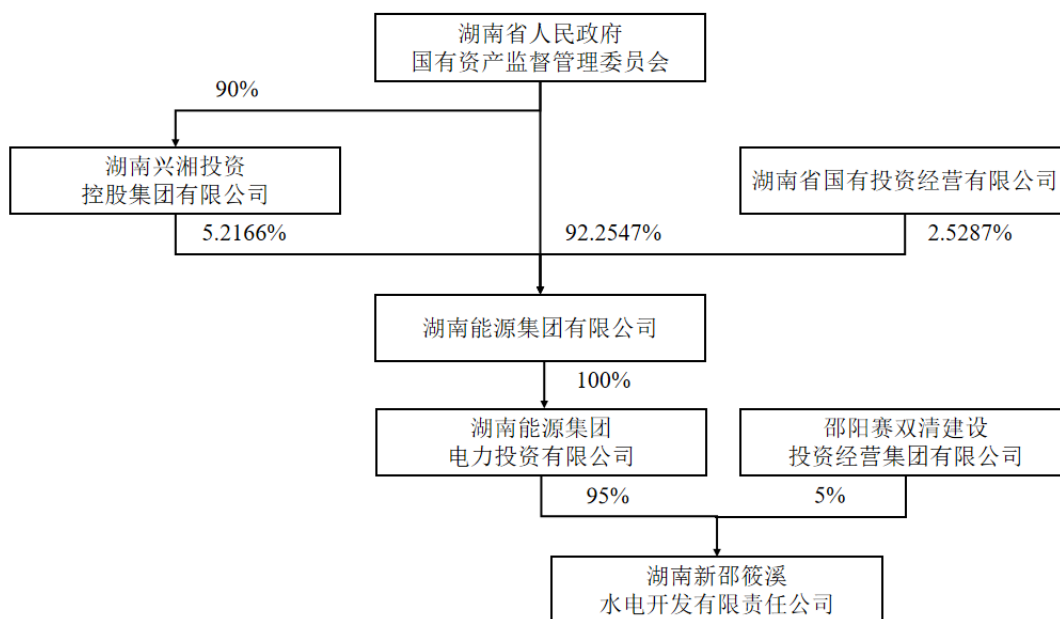 湖南省人民政府
国有资产监督管理委员会
90%
湖南兴湘投资
控股集团有限公司
湖南省国有投资经营有限公司
5.2166%
92.2547%
2.5287%
湖南能源集团有限公司
100%
湖南能源集团
电力投资有限公司
邵阳赛双清建设
投资经营集团有限公司
95%
5%
湖南新邵筱溪
水电开发有限责任公司